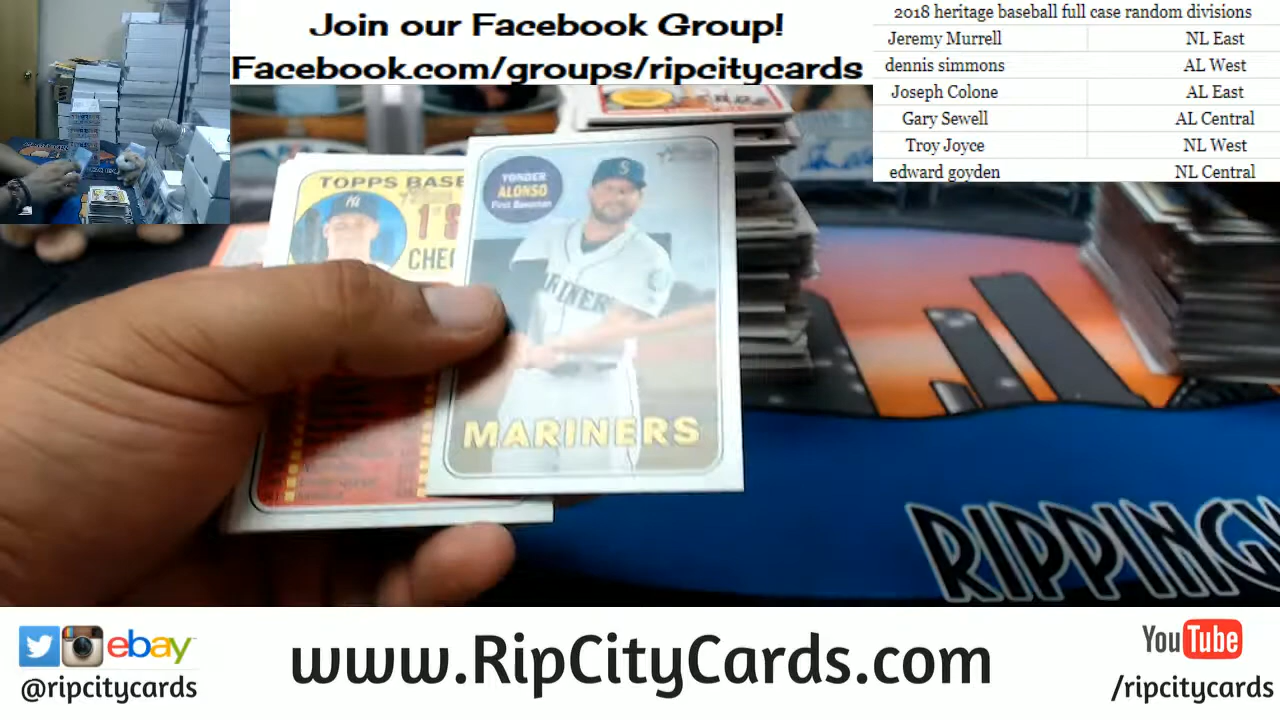 Join our Facebook Group!
Facebook.com/groups/ripcitycards
2018 heritage baseball full case random divisions
Jeremy Murrell NL East
dennis simmons AL West
Joseph Colone AL East
Gary Sewell AL Central
Troy Joyce NL West
edward goyden NL Central
TOPPS BASE
CHEC
YONDER
ALONSO
First Baseman
MARINERS
RIPPING
ebay
@ripcitycards
www.RipCityCards.com
YouTube
/ripcitycards